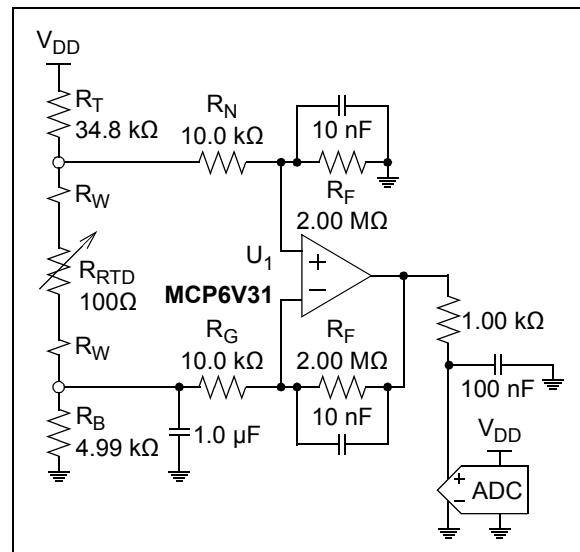 VDD
RT
34.8 kΩ
RN
10.0 kΩ
10 nF
RF
2.00 MΩ
RW
RRTD
100Ω
U1
+
−
MCP6V31
RW
RG
10.0 kΩ
RF
2.00 MΩ
10 nF
1.00 kΩ
100 nF
RB
4.99 kΩ
1.0 µF
VDD
+
−
ADC